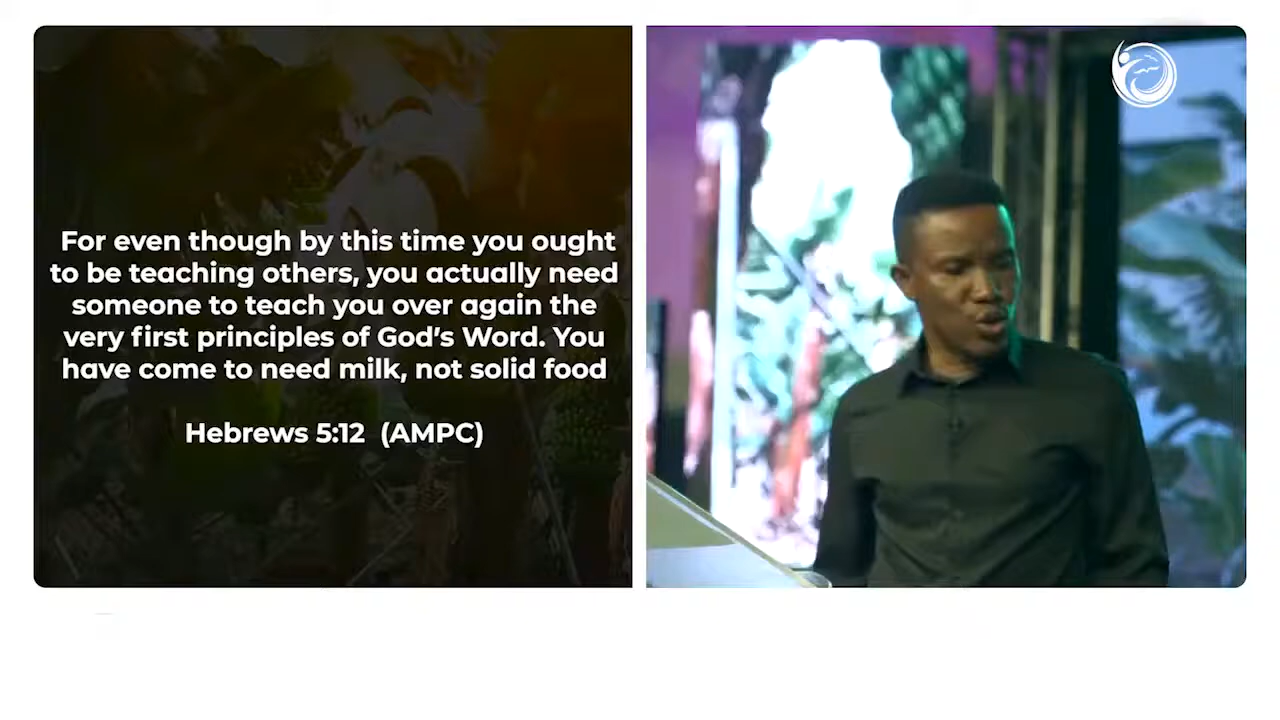 For even though by this time you ought
to be teaching others, you actually need
someone to teach you over again the
very first principles of God’s Word. You
have come to need milk, not solid food
Hebrews 5:12 (AMPC)